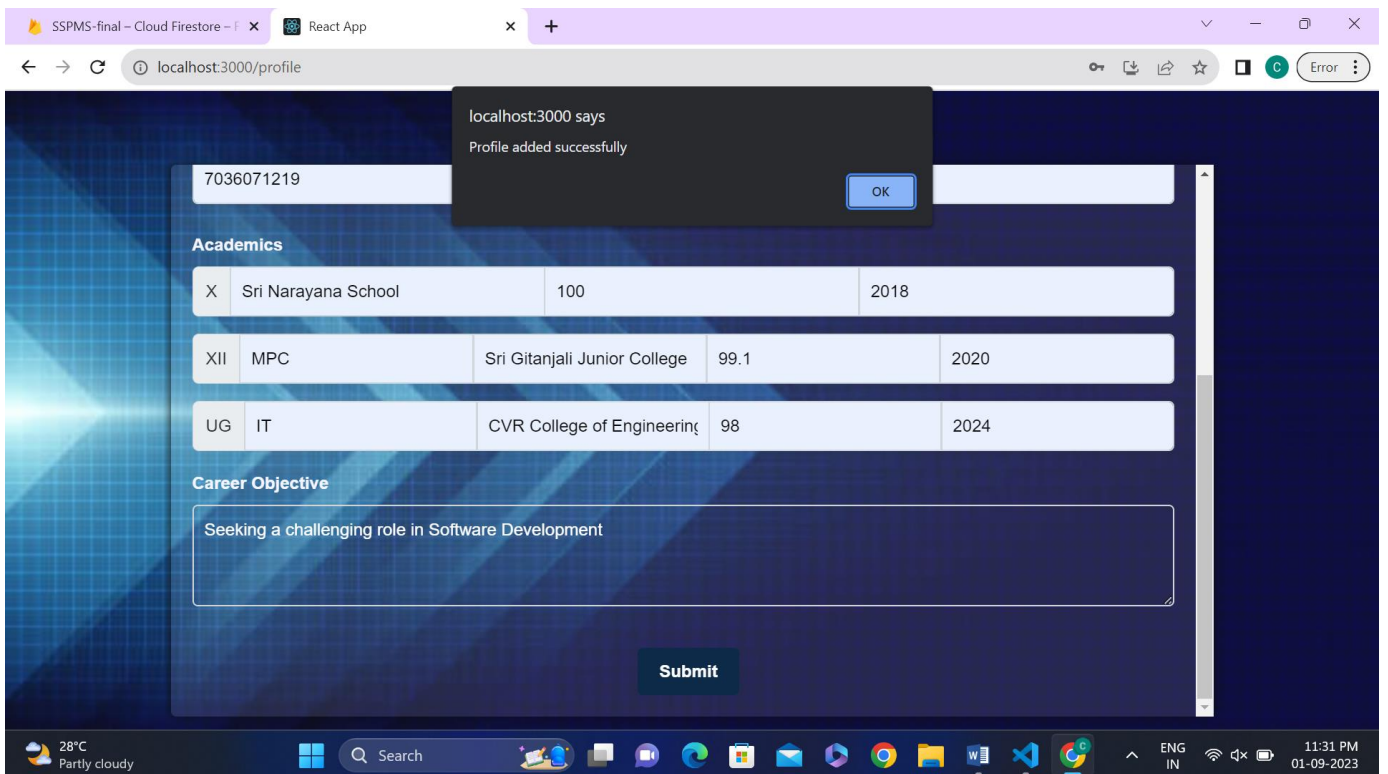 SSPMS-final – Cloud Firestore – F
React App
localhost:3000/profile
Error
localhost:3000 says
Profile added successfully
OK
7036071219
Academics
X Sri Narayana School 100 2018
XII MPC Sri Gitanjali Junior College 99.1 2020
UG IT CVR College of Engineering 98 2024
Career Objective
Seeking a challenging role in Software Development
Submit
28°C
Partly cloudy
Search
C
ENG
IN
11:31 PM
01-09-2023